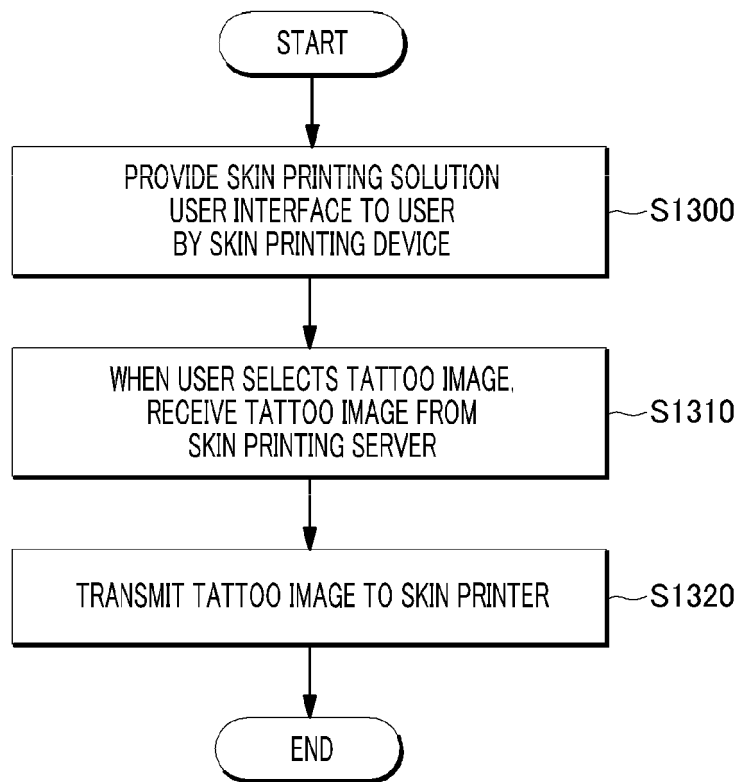 START
PROVIDE SKIN PRINTING SOLUTION
USER INTERFACE TO USER
BY SKIN PRINTING DEVICE
S1300
WHEN USER SELECTS TATTOO IMAGE,
RECEIVE TATTOO IMAGE FROM
SKIN PRINTING SERVER
S1310
TRANSMIT TATTOO IMAGE TO SKIN PRINTER
S1320
END